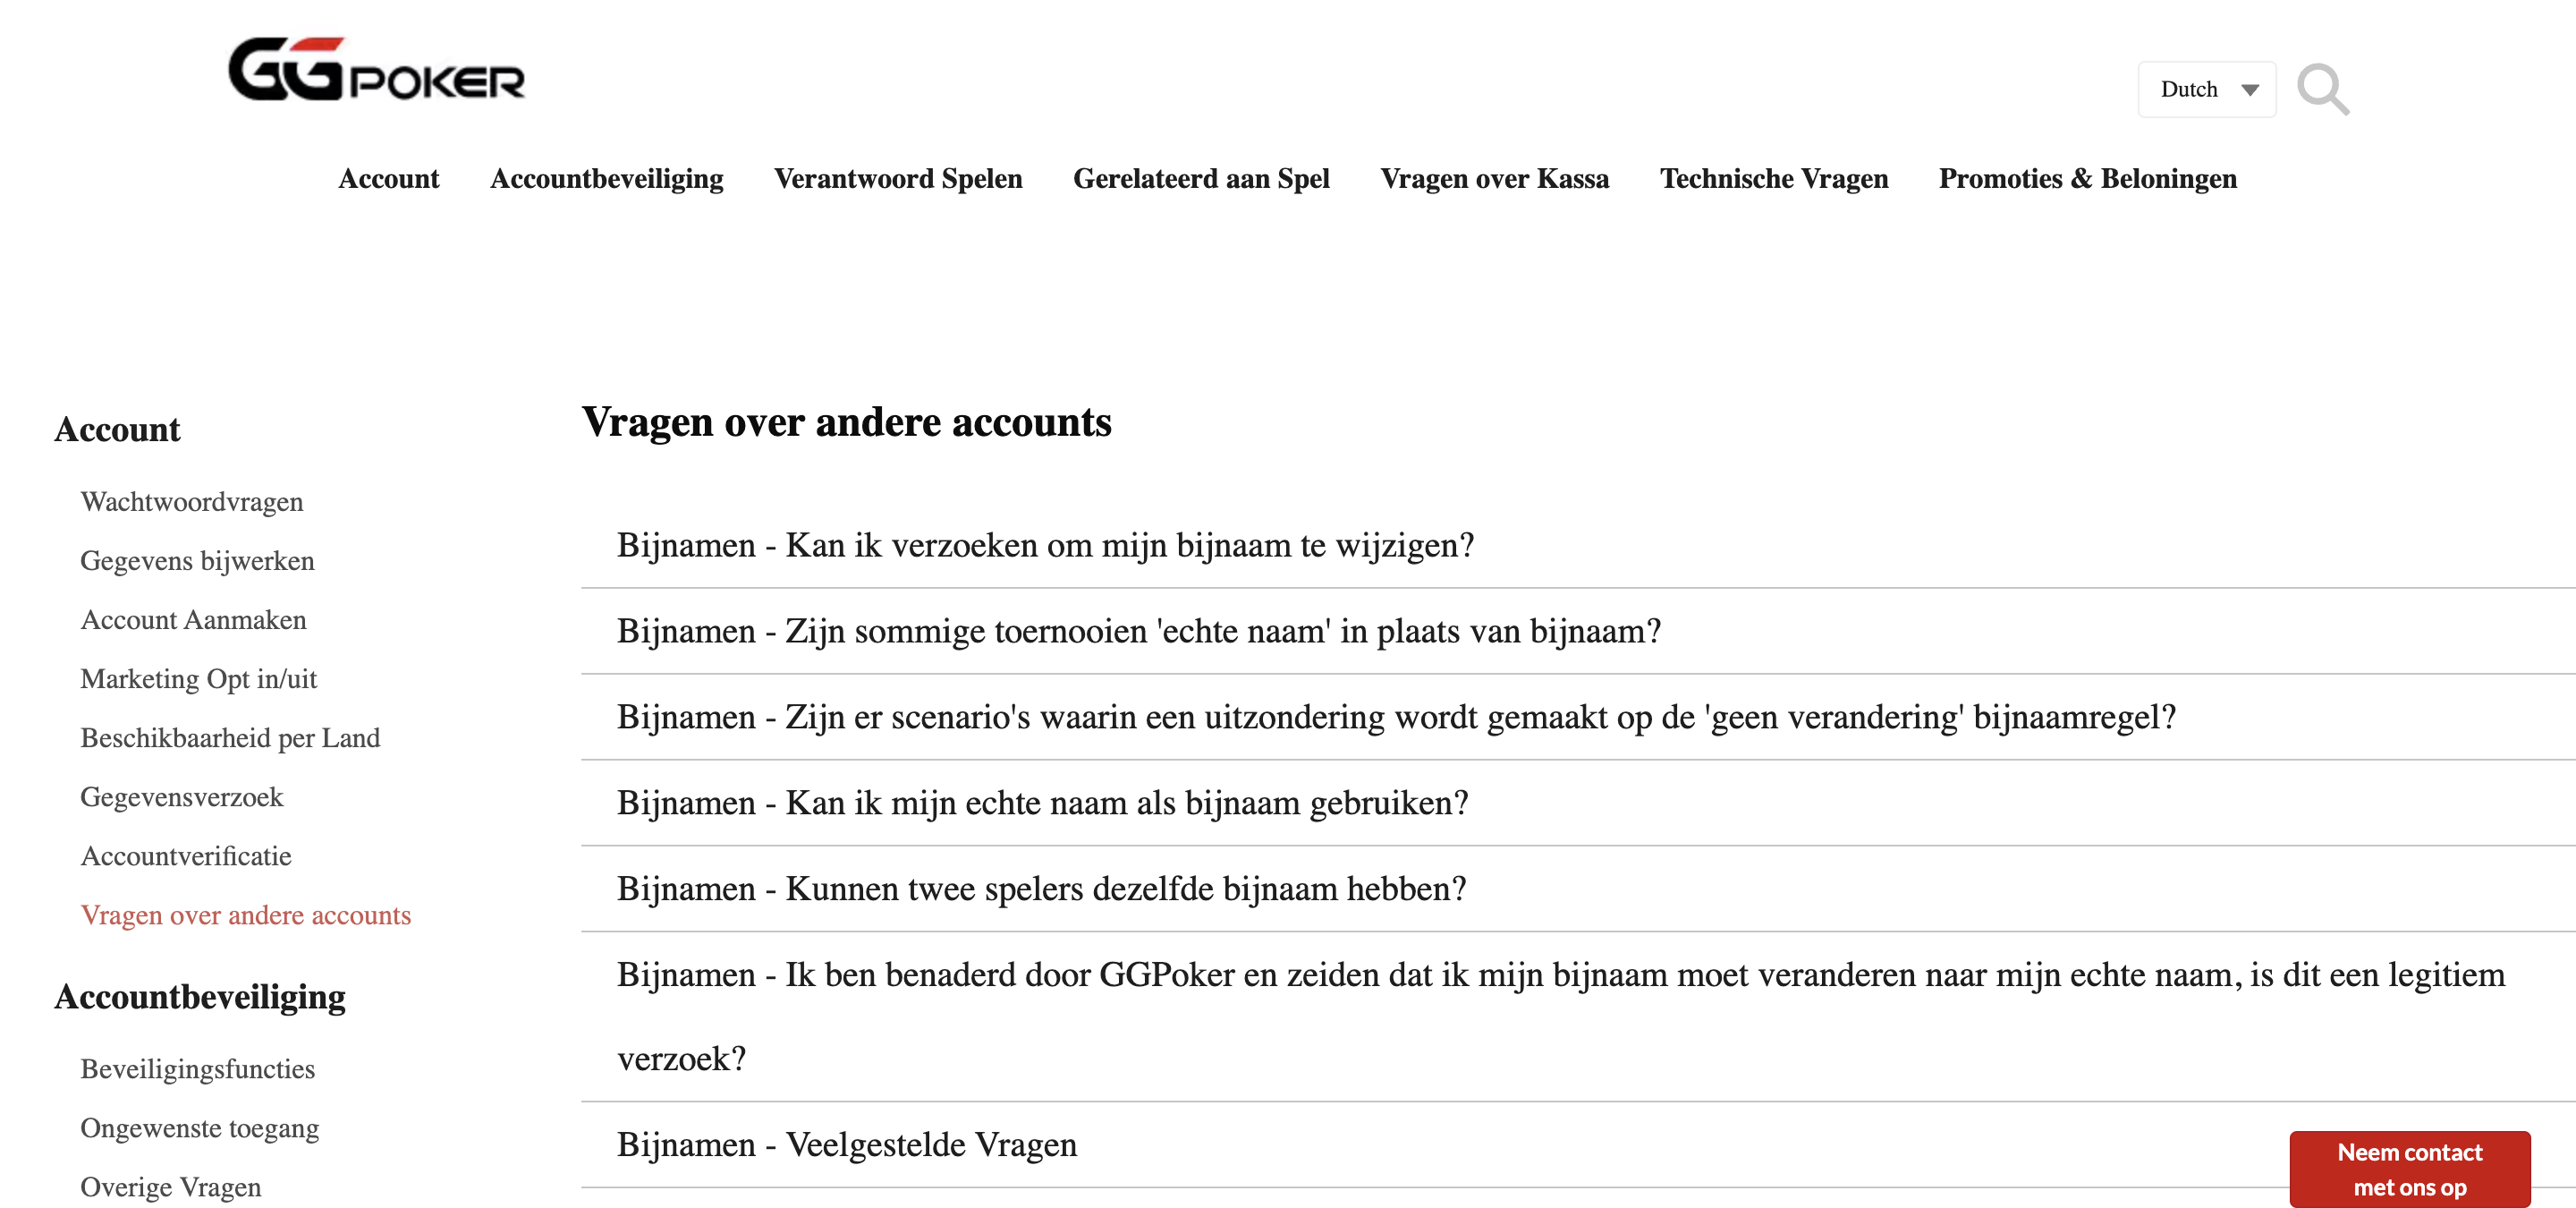 GGPOKER
Dutch
Account Accountbeveiliging Verantwoord Spelen Gerelateerd aan Spel Vragen over Kassa Technische Vragen Promoties & Beloningen
Account
Wachtwoordvragen
Gegevens bijwerken
Account Aanmaken
Marketing Opt in/uit
Beschikbaarheid per Land
Gegevensverzoek
Accountverificatie
Vragen over andere accounts
Accountbeveiliging
Beveiligingsfuncties
Ongewenste toegang
Overige Vragen
Vragen over andere accounts
Bijnamen - Kan ik verzoeken om mijn bijnaam te wijzigen?
Bijnamen - Zijn sommige toernooien 'echte naam' in plaats van bijnaam?
Bijnamen - Zijn er scenario's waarin een uitzondering wordt gemaakt op de 'geen verandering' bijnaamregel?
Bijnamen - Kan ik mijn echte naam als bijnaam gebruiken?
Bijnamen - Kunnen twee spelers dezelfde bijnaam hebben?
Bijnamen - Ik ben benaderd door GGPoker en zeiden dat ik mijn bijnaam moet veranderen naar mijn echte naam, is dit een legitiem
verzoek?
Bijnamen - Veelgestelde Vragen
Neem contact
met ons op